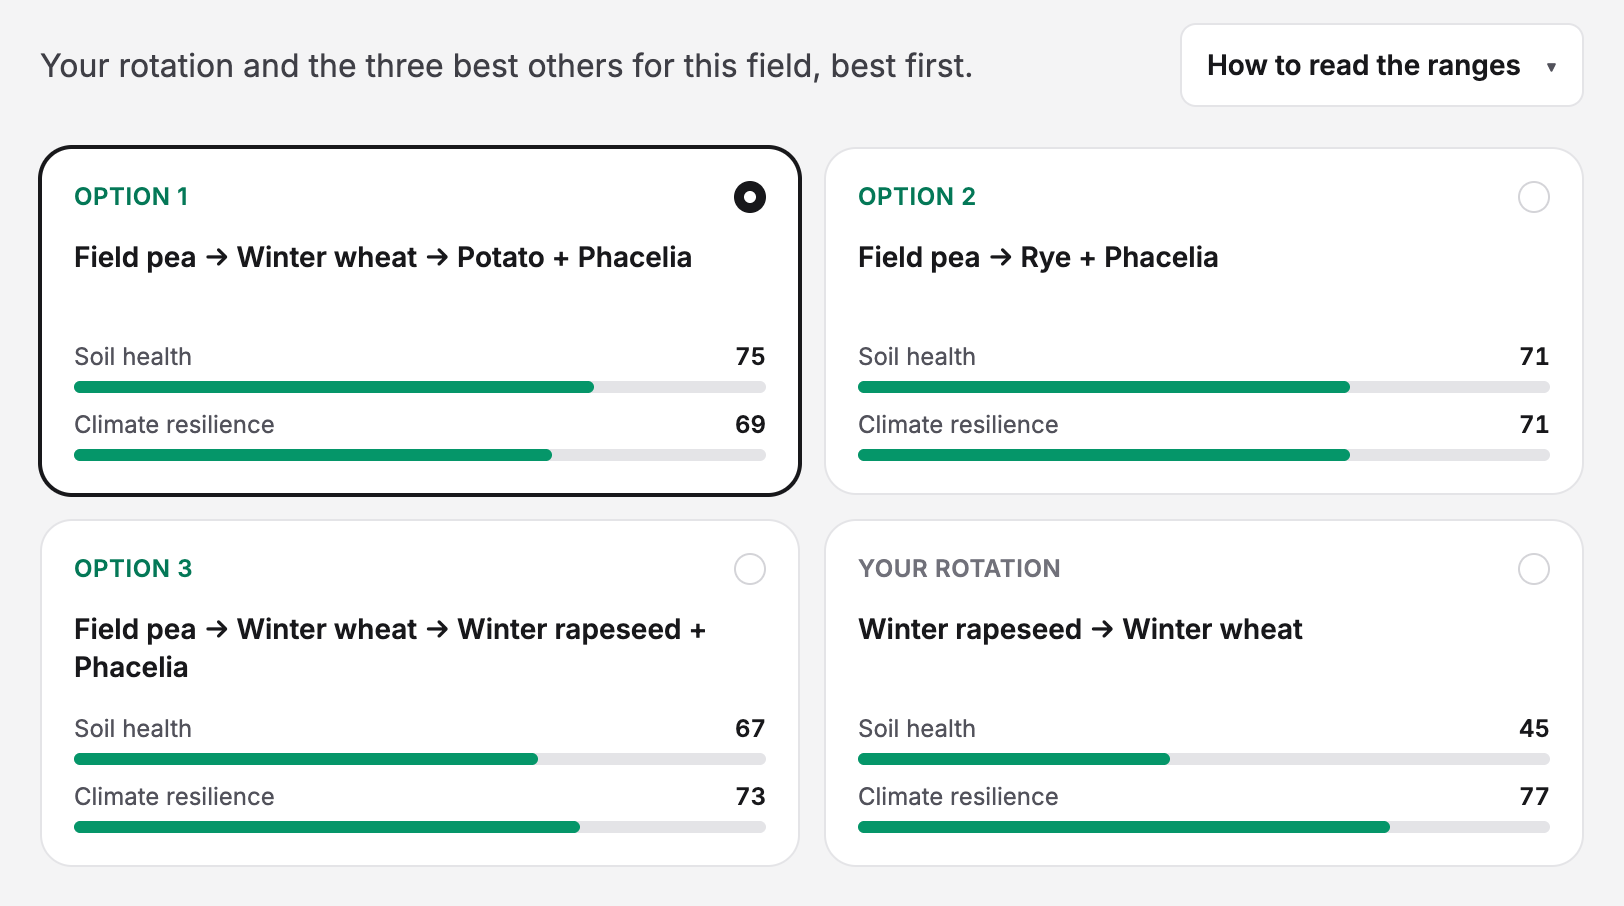 Your rotation and the three best others for this field, best first.
How to read the ranges ▾
OPTION 1
Field pea → Winter wheat → Potato + Phacelia
Soil health 75
Climate resilience 69
OPTION 2
Field pea → Rye + Phacelia
Soil health 71
Climate resilience 71
OPTION 3
Field pea → Winter wheat → Winter rapeseed +
Phacelia
Soil health 67
Climate resilience 73
YOUR ROTATION
Winter rapeseed → Winter wheat
Soil health 45
Climate resilience 77